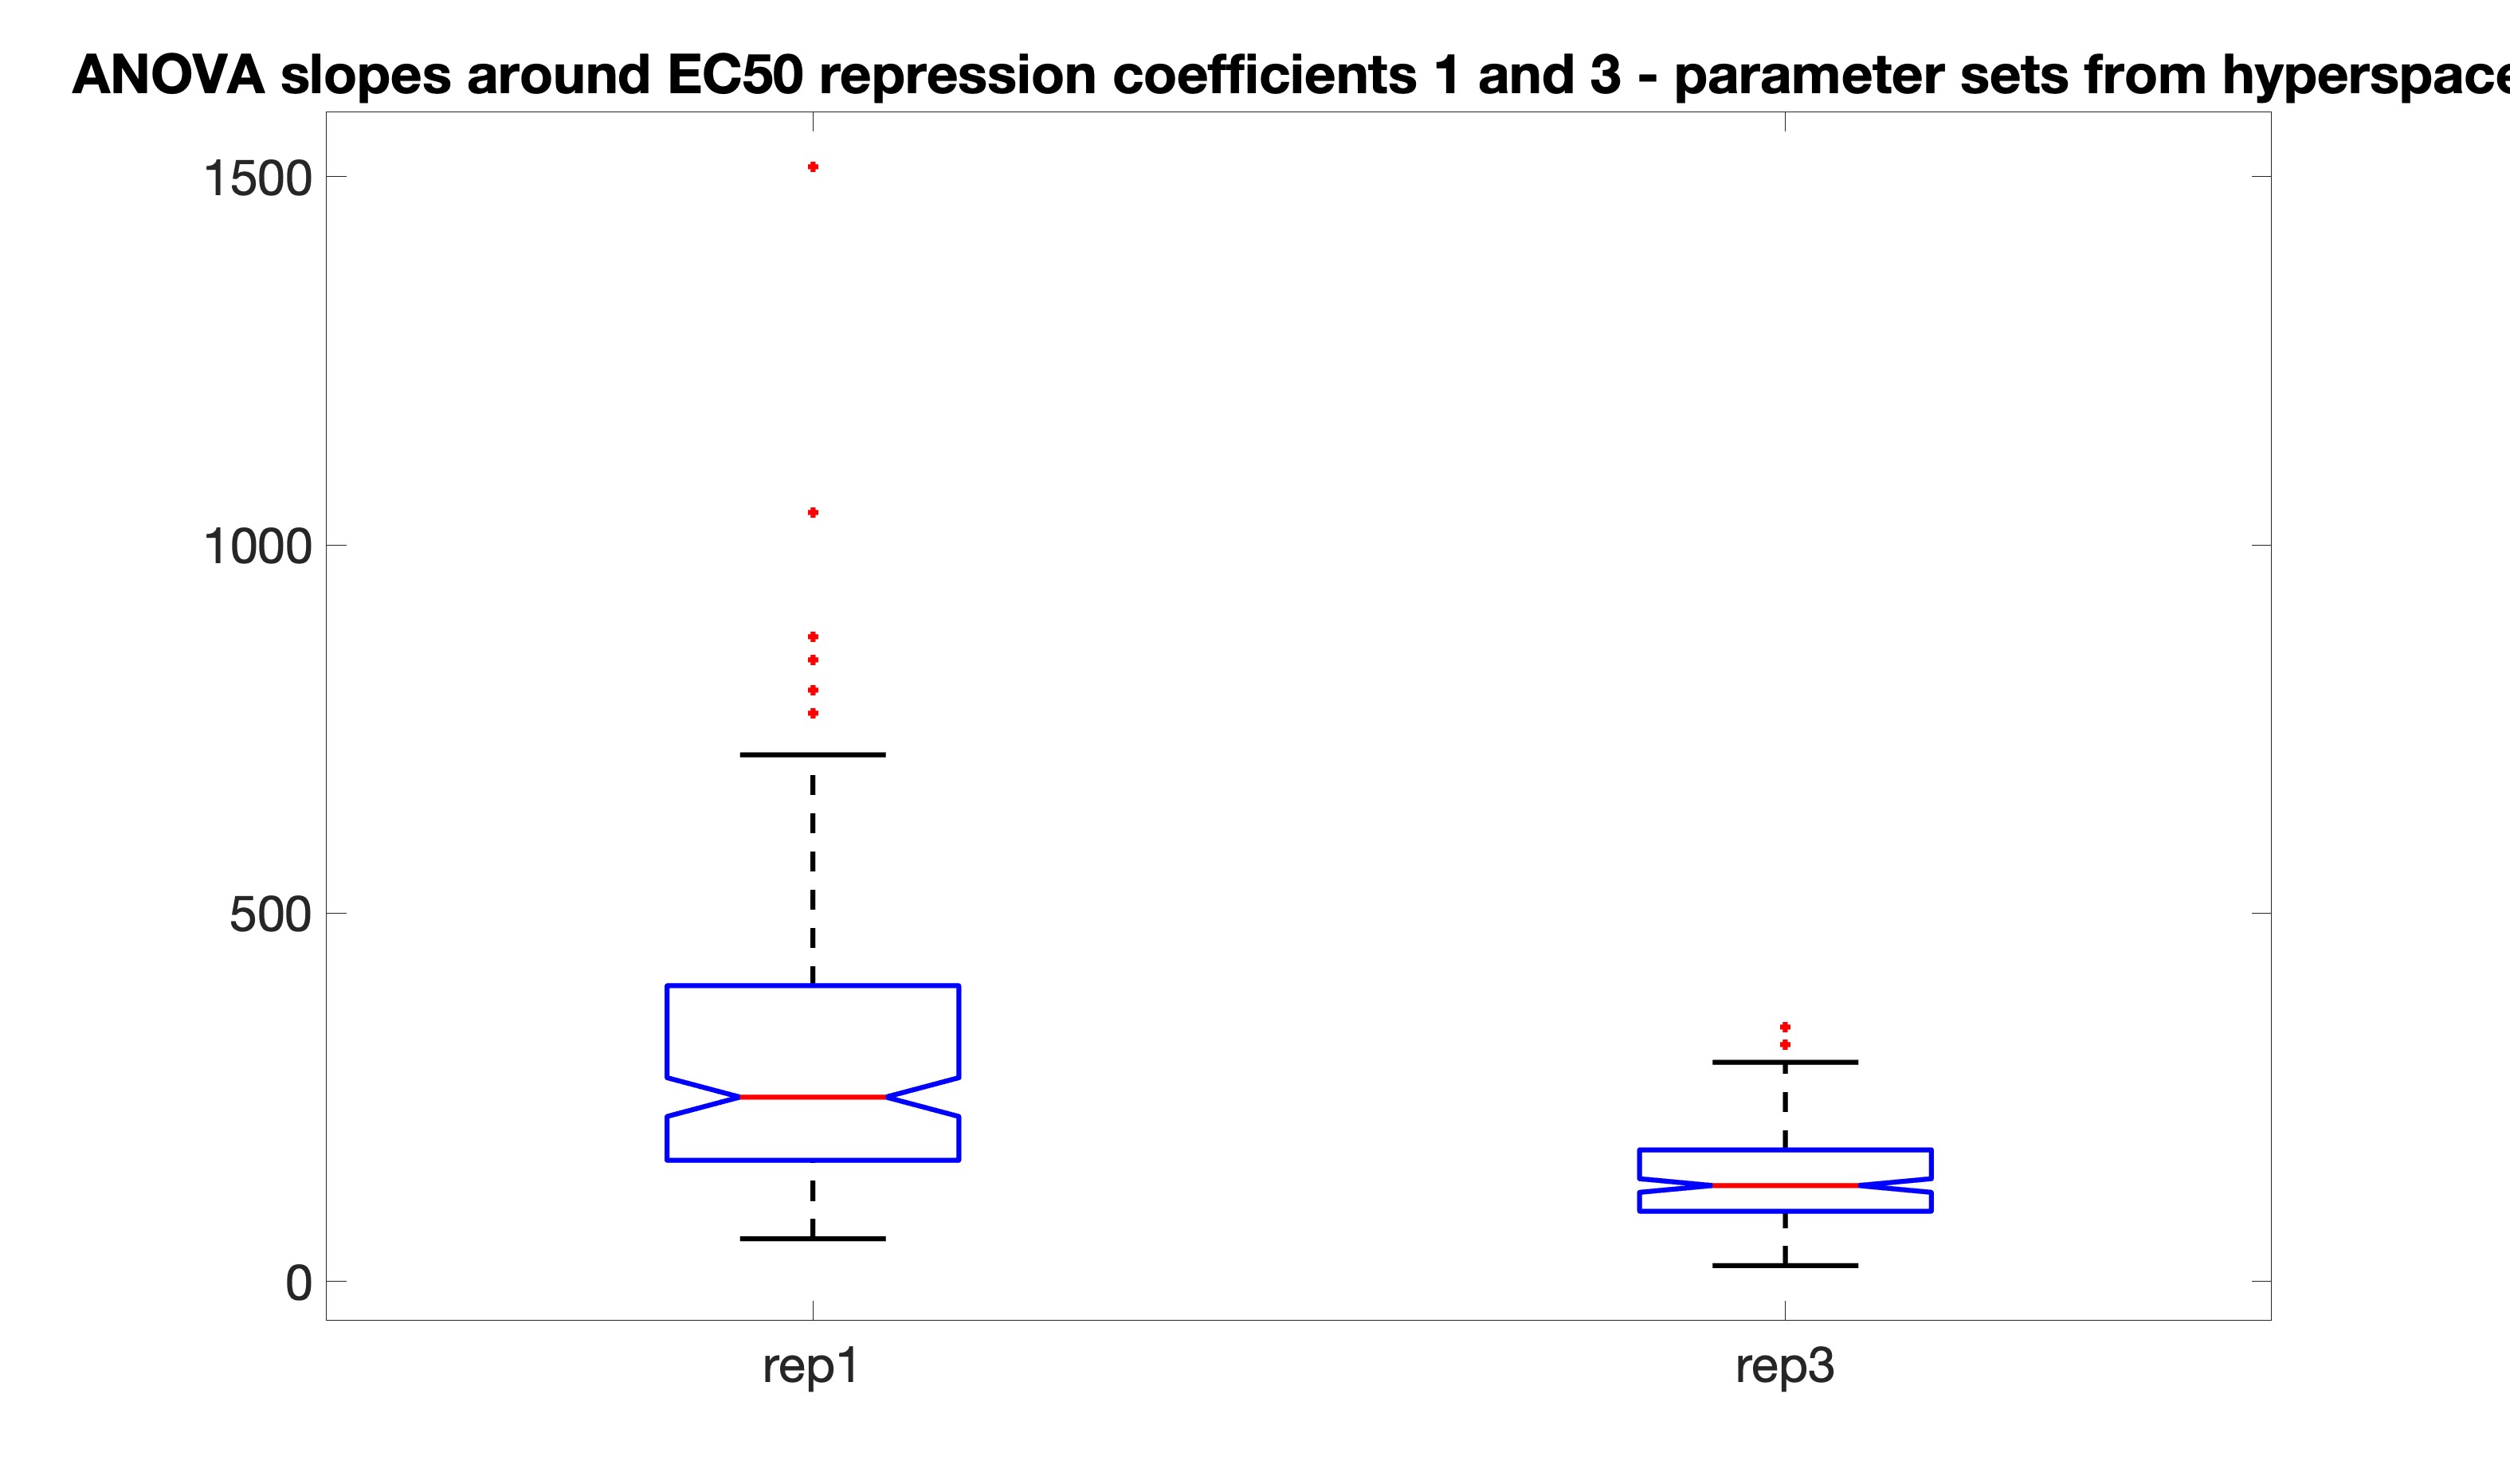 ANOVA slopes around EC50 repression coefficients 1 and 3 - parameter sets from hyperspace
1500
1000
500
0
rep1
rep3